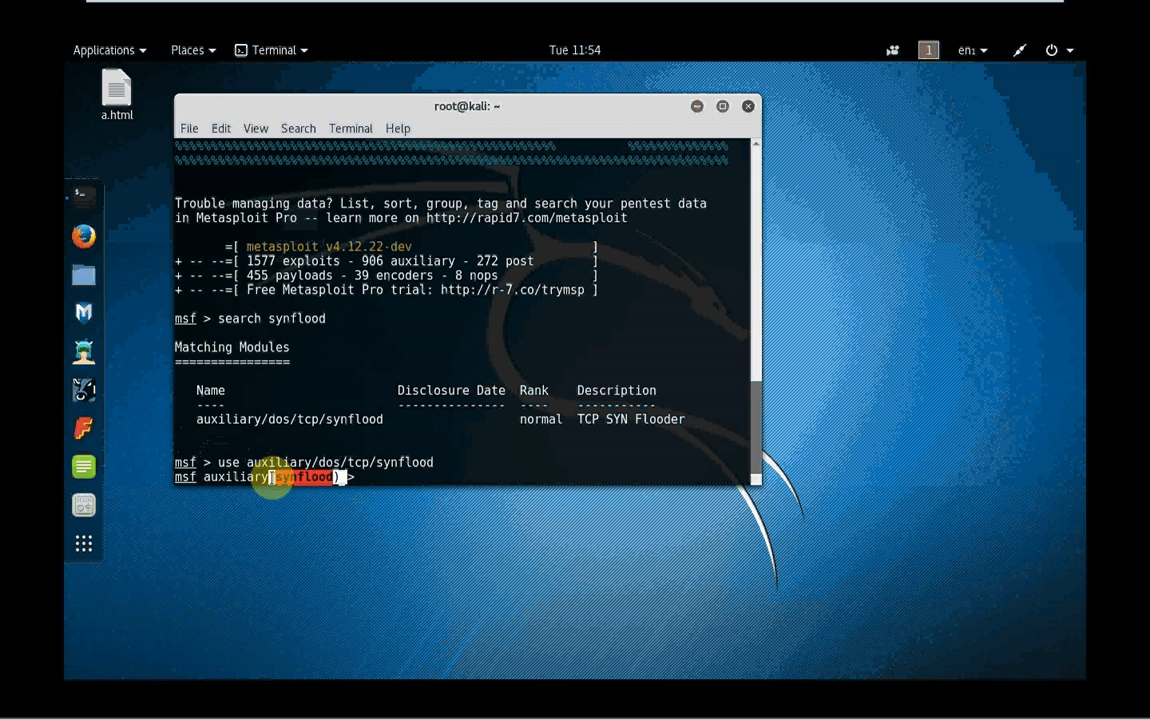 Applications Places Terminal Tue 11:54 1 en₁
a.html
root@kali: ~
File Edit View Search Terminal Help
%%%%%%%%%%%%%%%%%%%%%%%%%%%%%%%%%%%%%%%%%%%%%%%%%%%%% %%%%%%%%%%%%%%
%%%%%%%%%%%%%%%%%%%%%%%%%%%%%%%%%%%%%%%%%%%%%%%%%%%%%%%%%%%%%%%%%%%%%%%%%%%%%%%
Trouble managing data? List, sort, group, tag and search your pentest data
in Metasploit Pro -- learn more on http://rapid7.com/metasploit
=[ metasploit v4.12.22-dev ]
+ -- --=[ 1577 exploits - 906 auxiliary - 272 post ]
+ -- --=[ 455 payloads - 39 encoders - 8 nops ]
+ -- --=[ Free Metasploit Pro trial: http://r-7.co/trymsp ]
msf > search synflood
Matching Modules
================
Name Disclosure Date Rank Description
---- --------------- ---- -----------
auxiliary/dos/tcp/synflood normal TCP SYN Flooder
msf > use auxiliary/dos/tcp/synflood
msf auxiliary(synflood) >